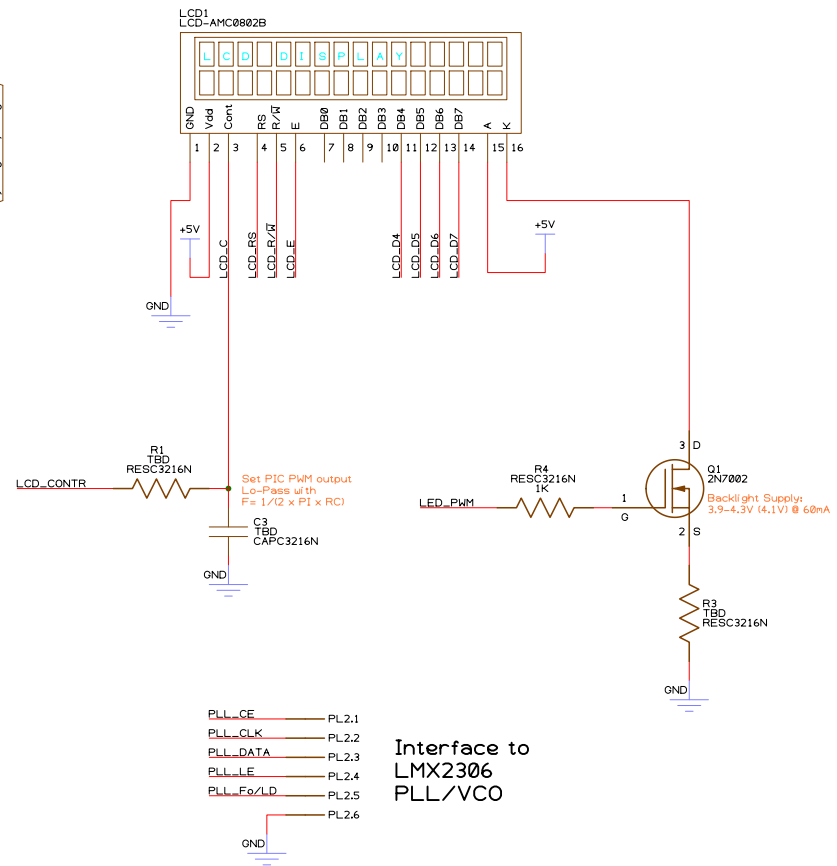 LCD1
LCD-AMC0802B
LCD DISPLAY
GND Vdd Cont RS R/W E DB0 DB1 DB2 DB3 DB4 DB5 DB6 DB7 A K
1 2 3 4 5 6 7 8 9 10 11 12 13 14 15 16
+5V
+5V
LCD_C
LCD_RS
LCD_R/W
LCD_E
LCD_D4
LCD_D5
LCD_D6
LCD_D7
GND
R1
TBD
RESC3216N
LCD_CONTR
Set PIC PWM output
Lo-Pass with
F= 1/(2 x PI x RC)
C3
TBD
CAPC3216N
GND
R4
RESC3216N
1K
LED_PWM
1
G
3 D
Q1
2N7002
Backlight Supply:
3.9-4.3V (4.1V) @ 60mA
2 S
R3
TBD
RESC3216N
GND
PLL_CE PL2.1
PLL_CLK PL2.2
PLL_DATA PL2.3
PLL_LE PL2.4
PLL_Fo/LD PL2.5
PL2.6
GND
Interface to
LMX2306
PLL/VCO